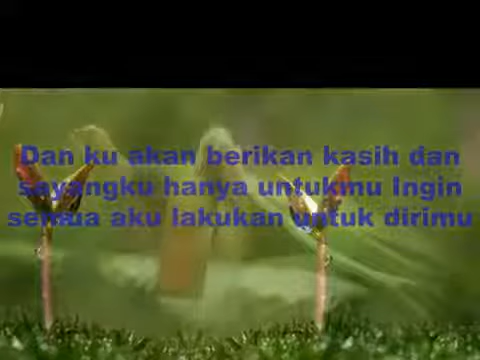 Dan ku akan berikan kasih dan
sayangku hanya untukmu Ingin
semua aku lakukan untuk dirimu